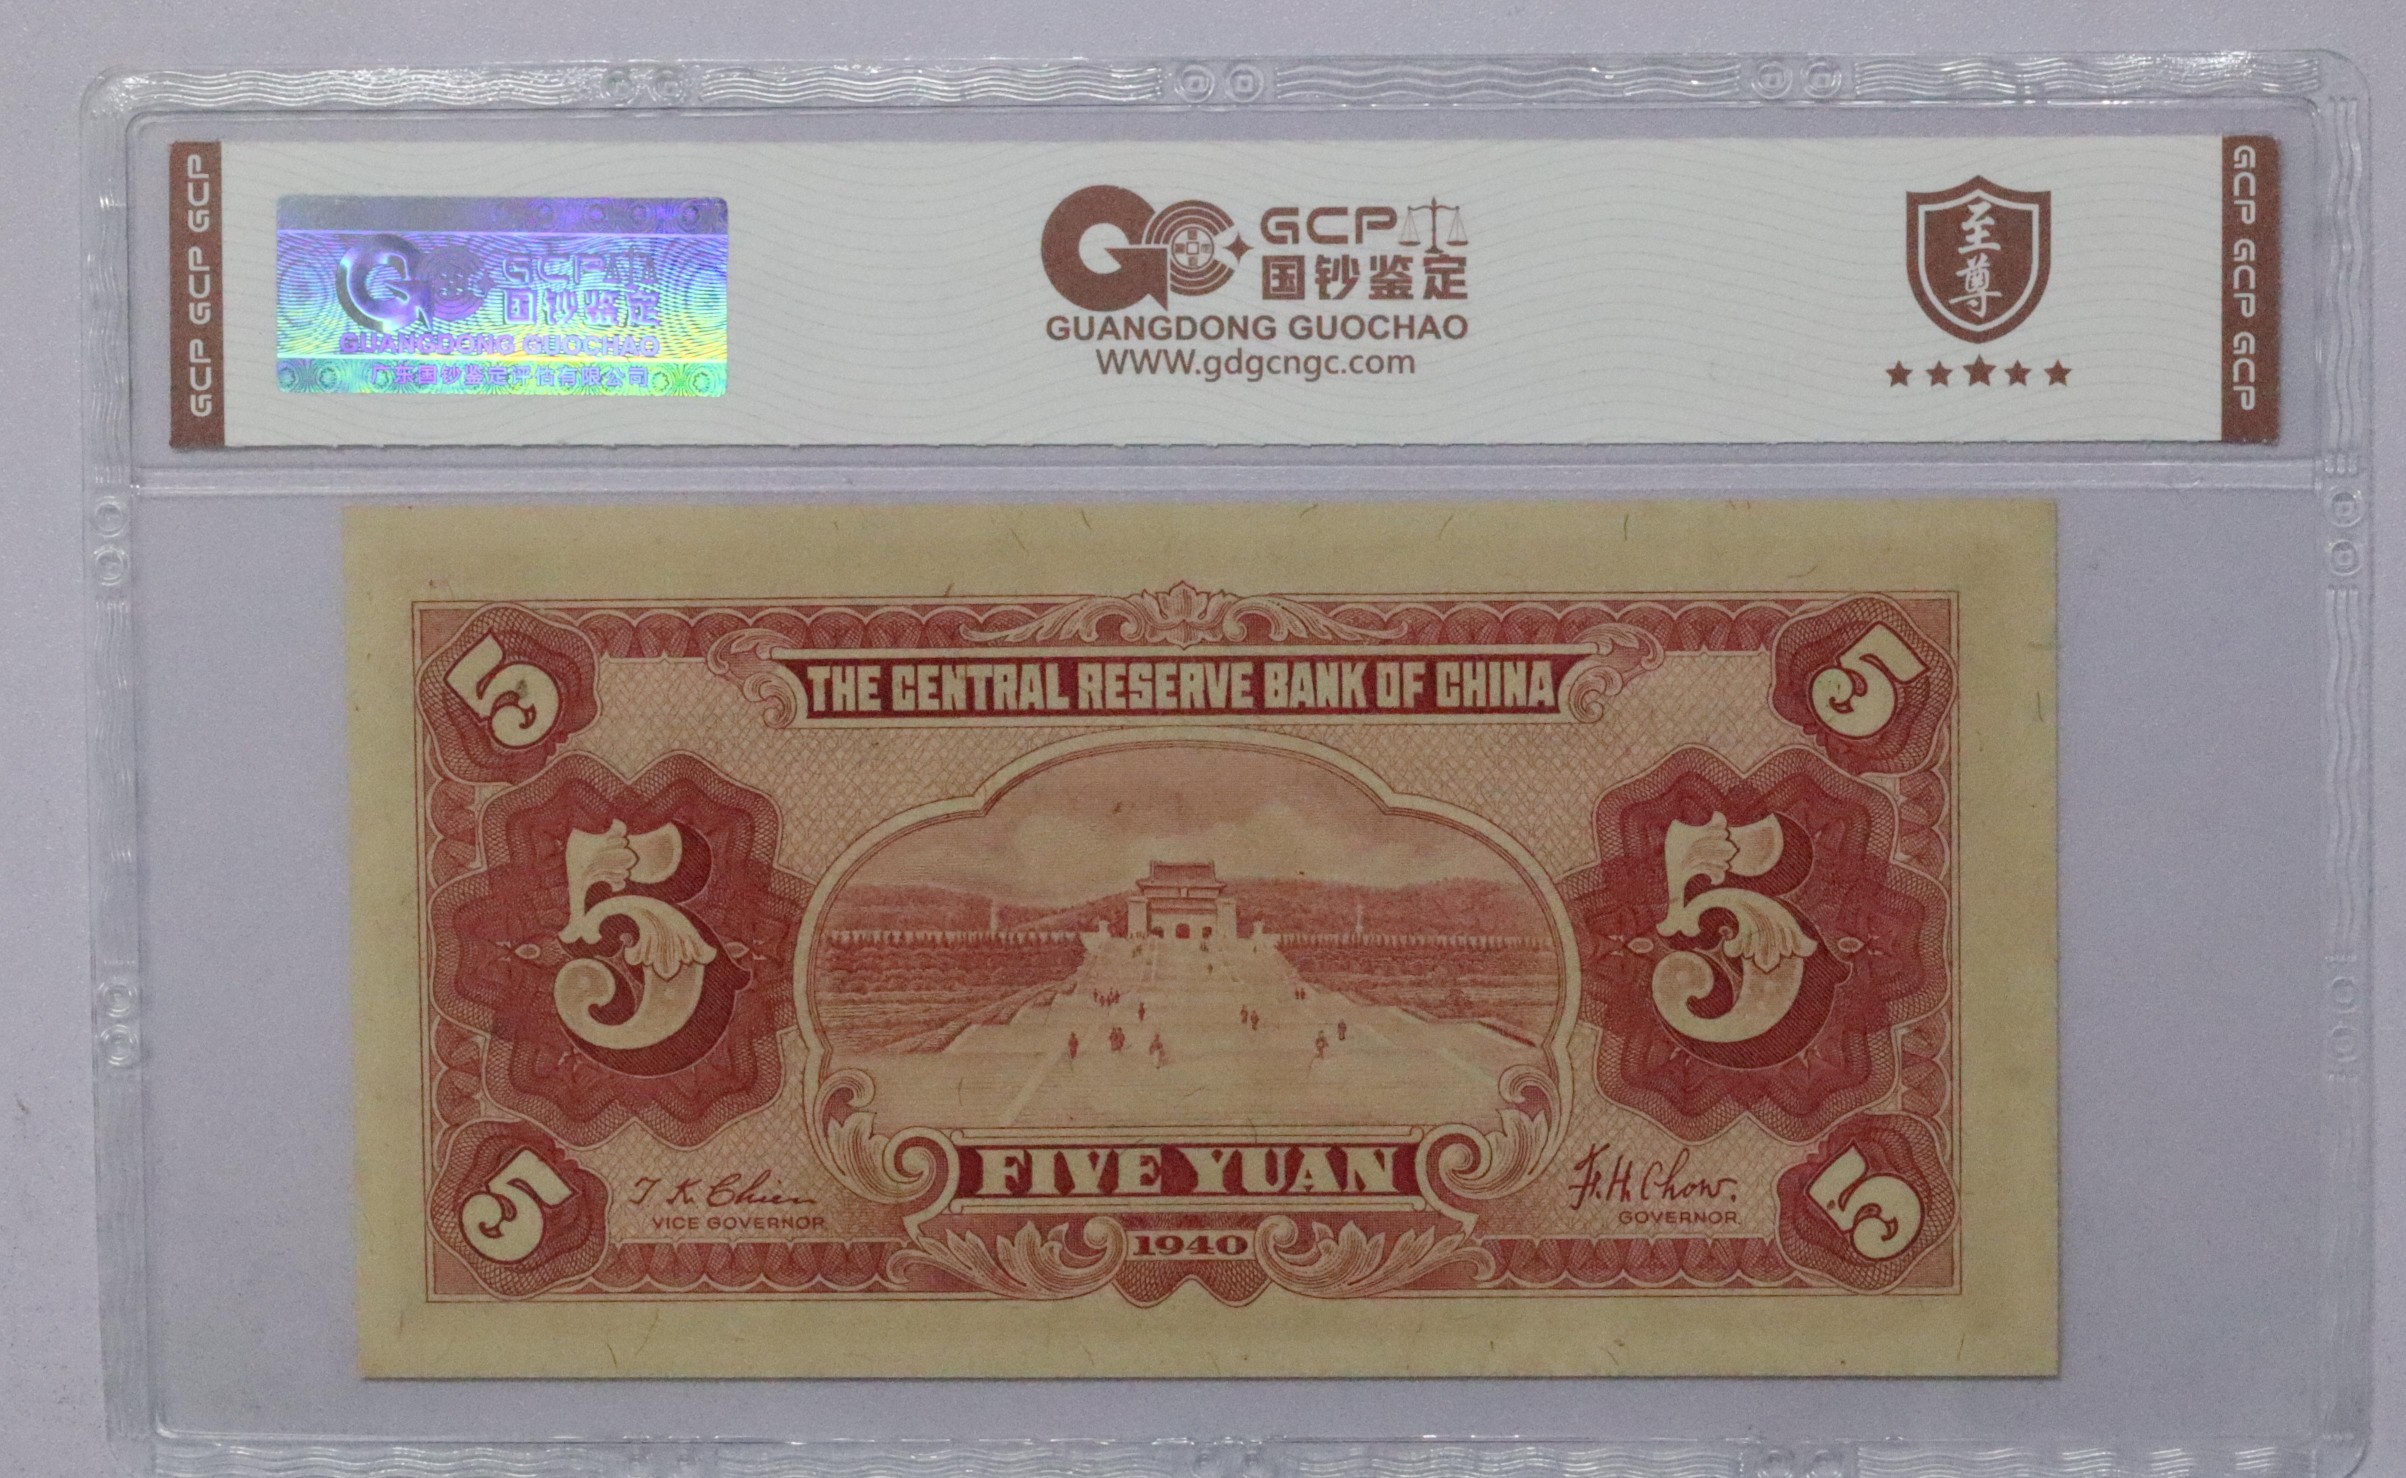 GCP GCP GCP
GCP
国钞鉴定
GUANGDONG GUOCHAO
广东国钞鉴定评估有限公司
GCP
国钞鉴定
GUANGDONG GUOCHAO
WWW.gdgcngc.com
至
尊
GCP GCP GCP
5
5
THE CENTRAL RESERVE BANK OF CHINA
5
5
FIVE YUAN
T K. Chien
VICE GOVERNOR
F. H. Chow.
GOVERNOR
5
5
1940